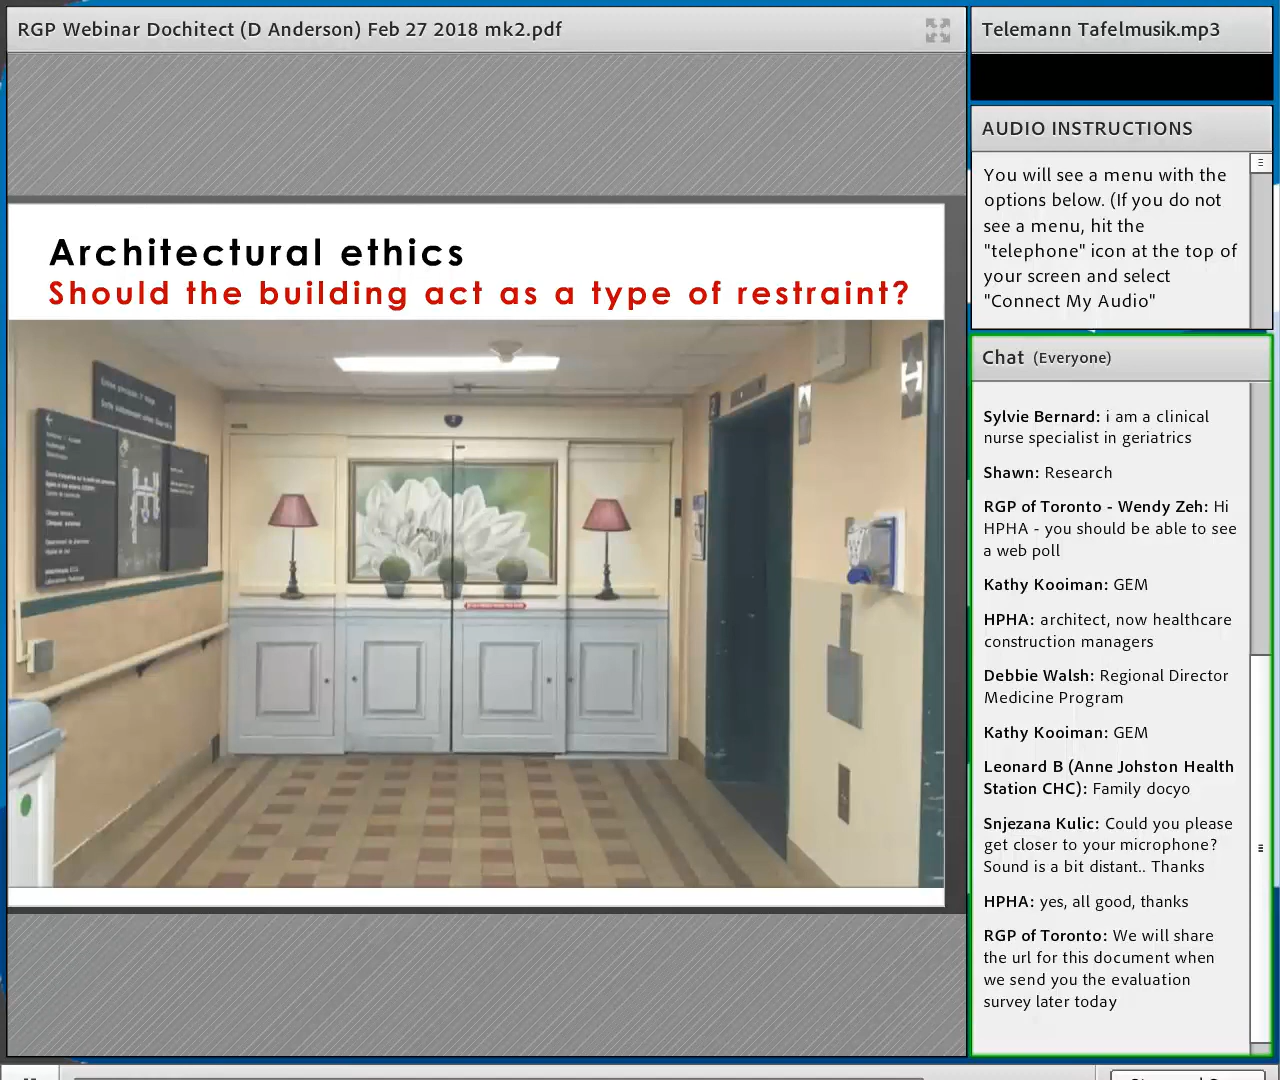 RGP Webinar Dochitect (D Anderson) Feb 27 2018 mk2.pdf
Architectural ethics
Should the building act as a type of restraint?
Telemann Tafelmusik.mp3
AUDIO INSTRUCTIONS
You will see a menu with the
options below. (If you do not
see a menu, hit the
"telephone" icon at the top of
your screen and select
"Connect My Audio"
Chat (Everyone)
Sylvie Bernard: i am a clinical
nurse specialist in geriatrics
Shawn: Research
RGP of Toronto - Wendy Zeh: Hi
HPHA - you should be able to see
a web poll
Kathy Kooiman: GEM
HPHA: architect, now healthcare
construction managers
Debbie Walsh: Regional Director
Medicine Program
Kathy Kooiman: GEM
Leonard B (Anne Johston Health
Station CHC): Family docyo
Snjezana Kulic: Could you please
get closer to your microphone?
Sound is a bit distant.. Thanks
HPHA: yes, all good, thanks
RGP of Toronto: We will share
the url for this document when
we send you the evaluation
survey later today